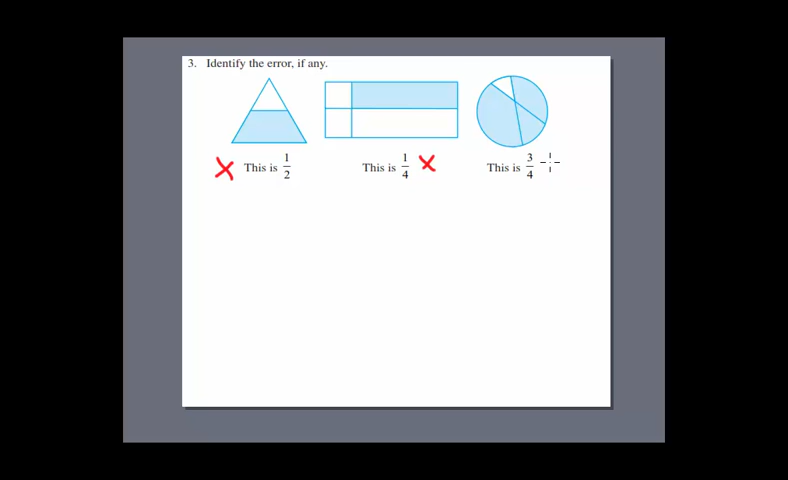 3. Identify the error, if any.
This is 1/2 This is 1/4 This is 3/4